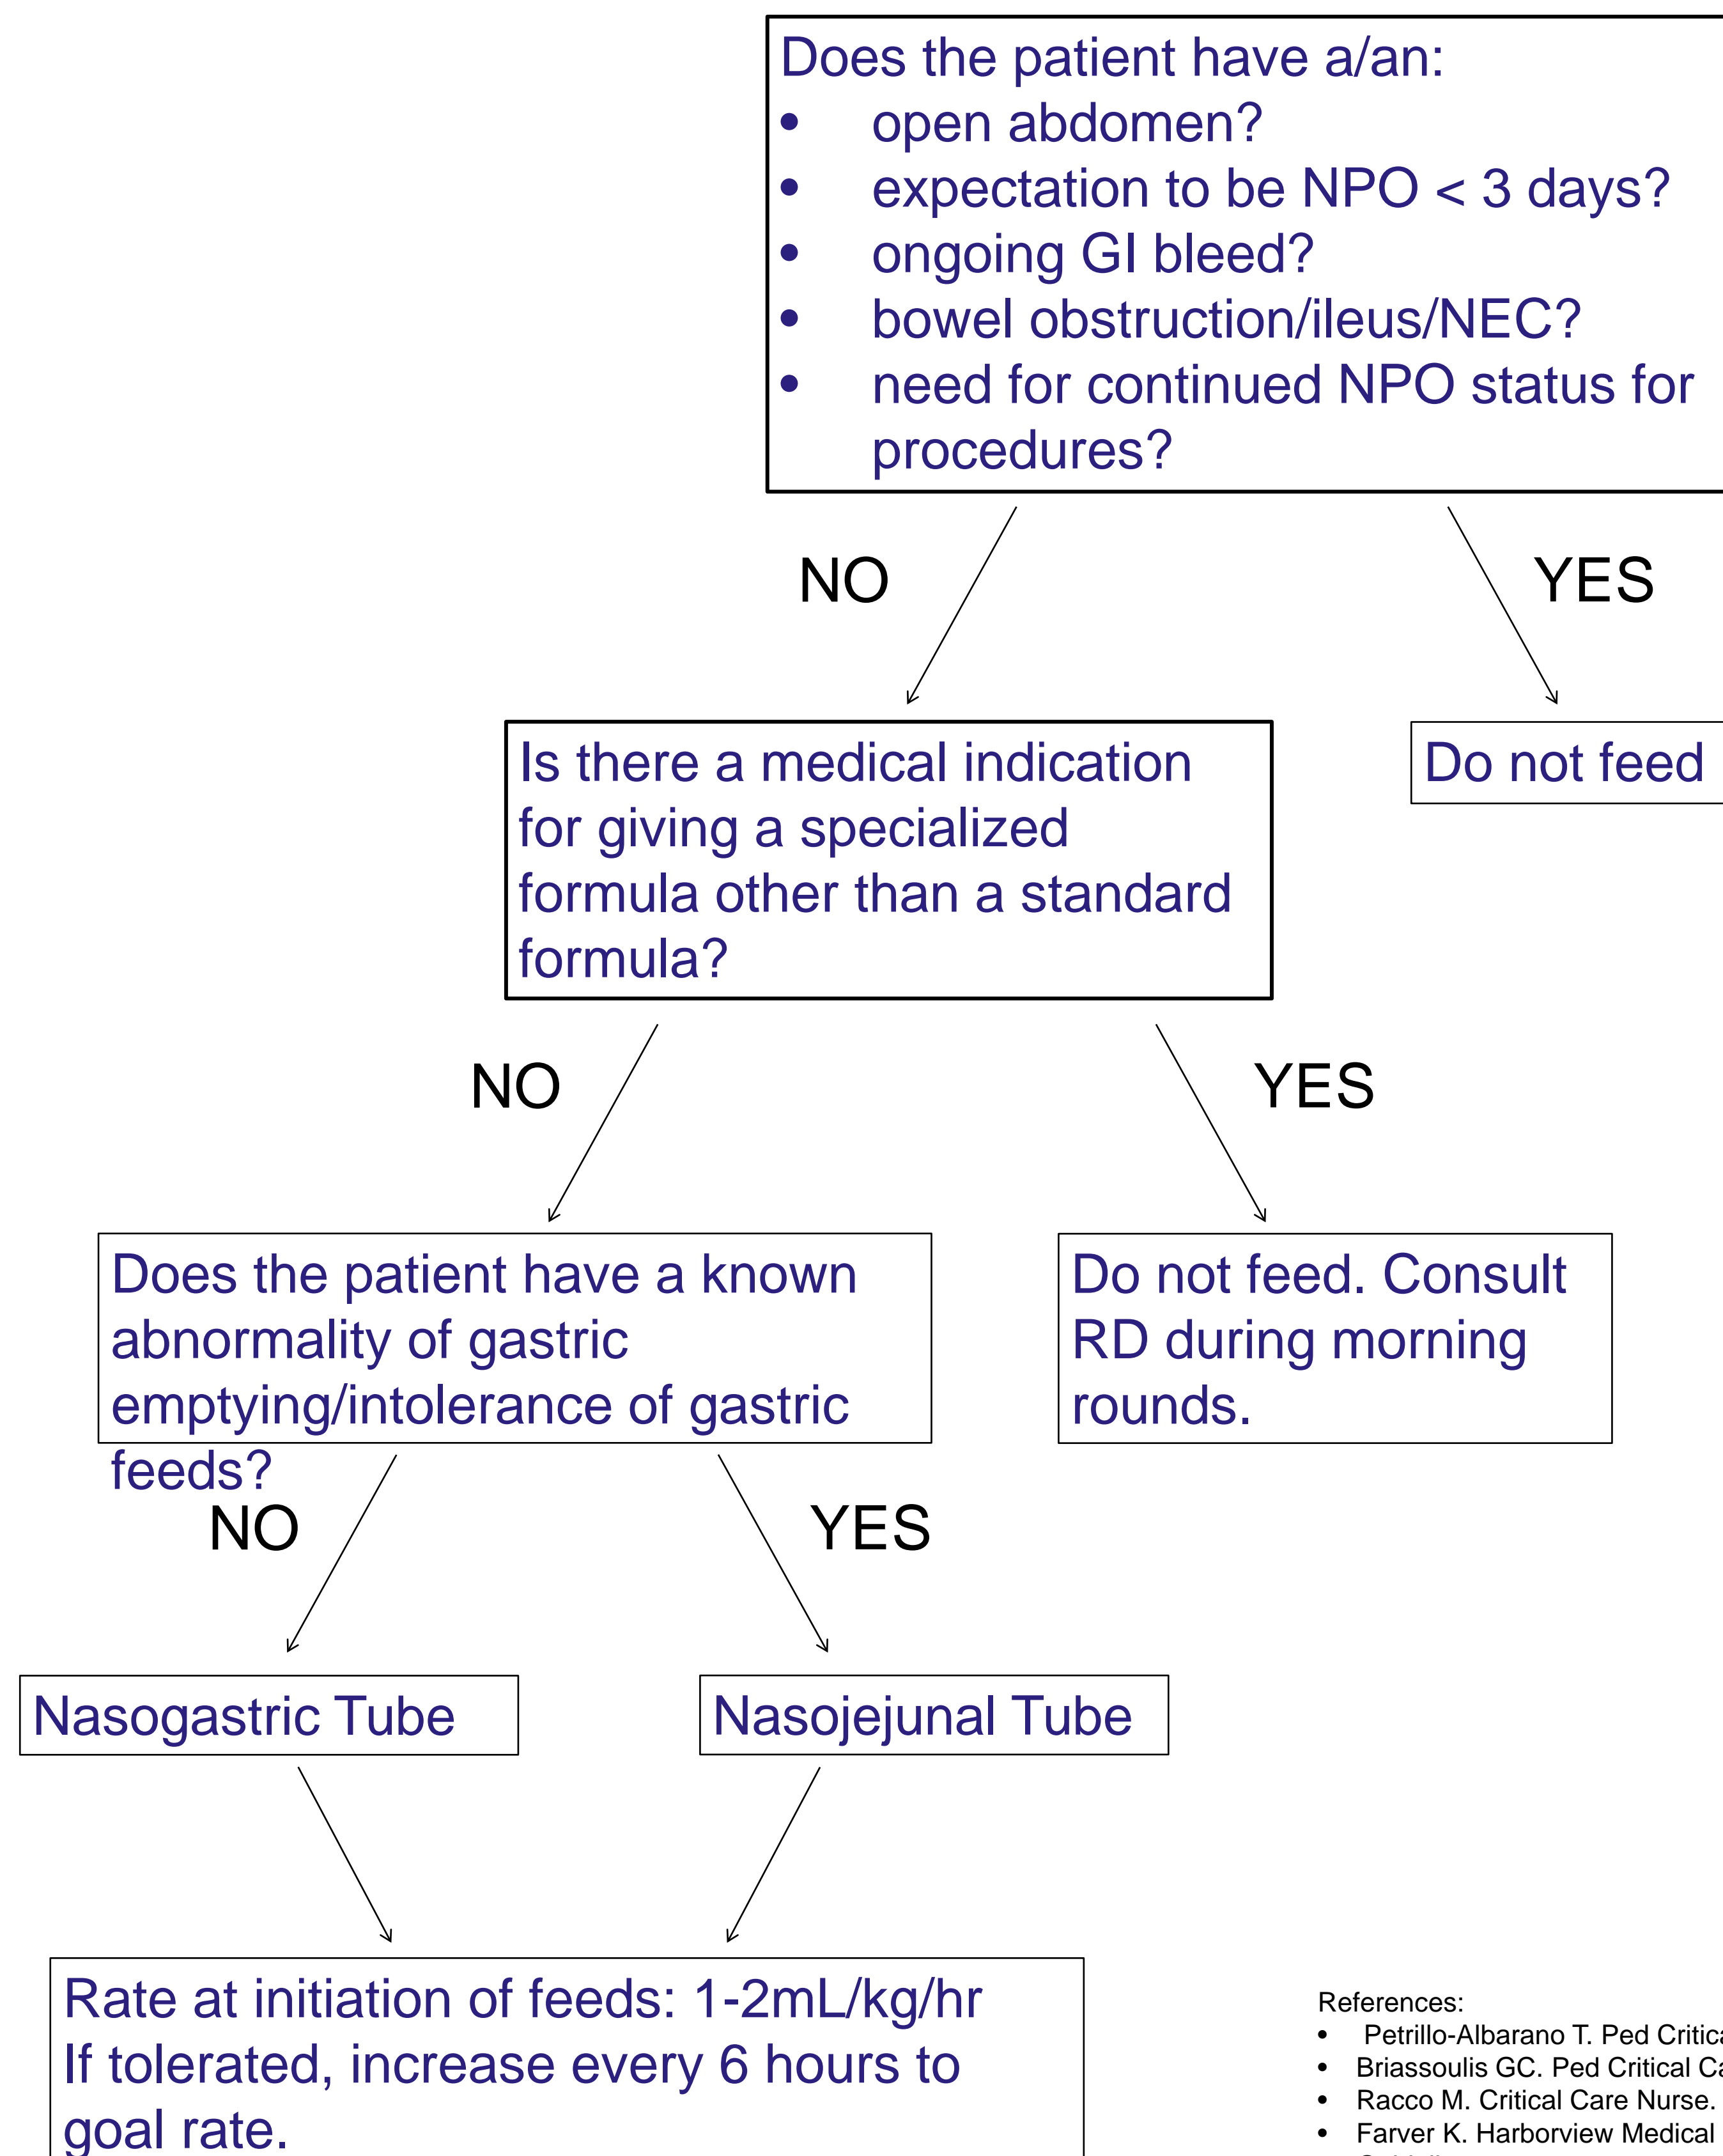 Does the patient have a/an:
• open abdomen?
• expectation to be NPO < 3 days?
• ongoing GI bleed?
• bowel obstruction/ileus/NEC?
• need for continued NPO status for
procedures?
NO
YES
Is there a medical indication
for giving a specialized
formula other than a standard
formula?
Do not feed
NO
YES
Does the patient have a known
abnormality of gastric
emptying/intolerance of gastric
feeds?
Do not feed. Consult
RD during morning
rounds.
NO
YES
Nasogastric Tube
Nasojejunal Tube
Rate at initiation of feeds: 1-2mL/kg/hr
If tolerated, increase every 6 hours to
goal rate.
References:
• Petrillo-Albarano T. Ped Critica
• Briassoulis GC. Ped Critical Ca
• Racco M. Critical Care Nurse.
• Farver K. Harborview Medical